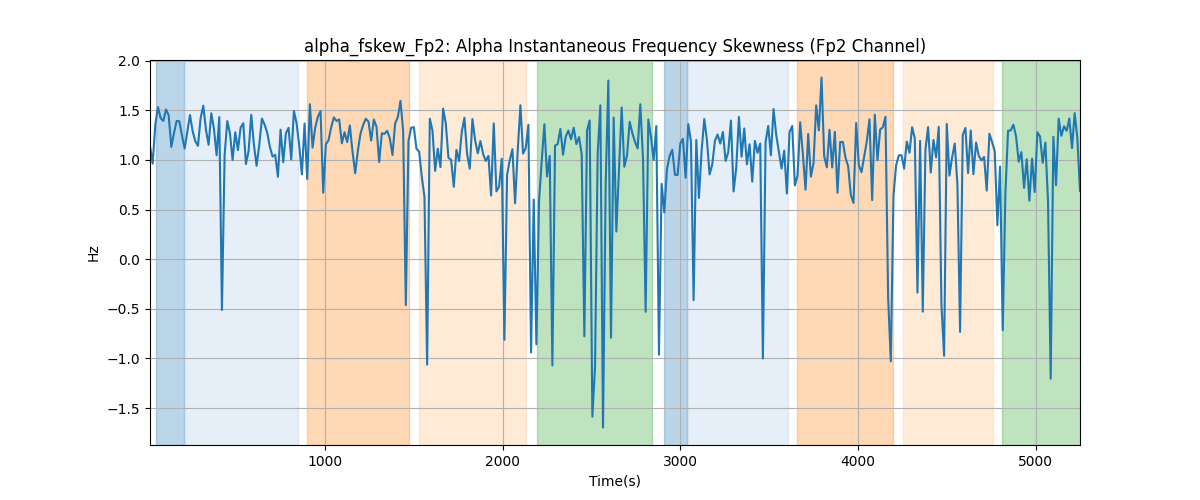 alpha_fskew_Fp2: Alpha Instantaneous Frequency Skewness (Fp2 Channel)
2.0
1.5
1.0
0.5
0.0
−0.5
−1.0
−1.5
Hz
1000 2000 3000 4000 5000
Time(s)